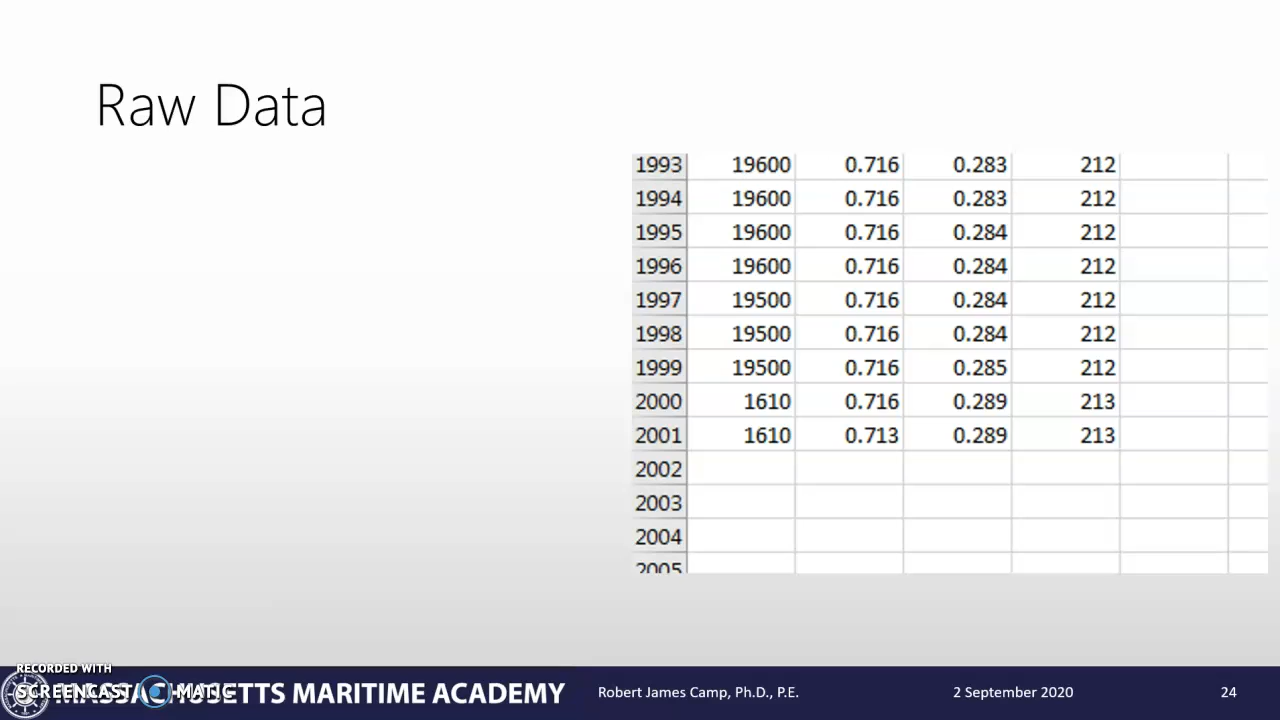 Raw Data
1993 19600 0.716 0.283 212
1994 19600 0.716 0.283 212
1995 19600 0.716 0.284 212
1996 19600 0.716 0.284 212
1997 19500 0.716 0.284 212
1998 19500 0.716 0.284 212
1999 19500 0.716 0.285 212
2000 1610 0.716 0.289 213
2001 1610 0.713 0.289 213
2002
2003
2004
2005
RECORDED WITH
SCREENCAST MATIC
MASSACHUSETTS MARITIME ACADEMY Robert James Camp, Ph.D., P.E. 2 September 2020 24